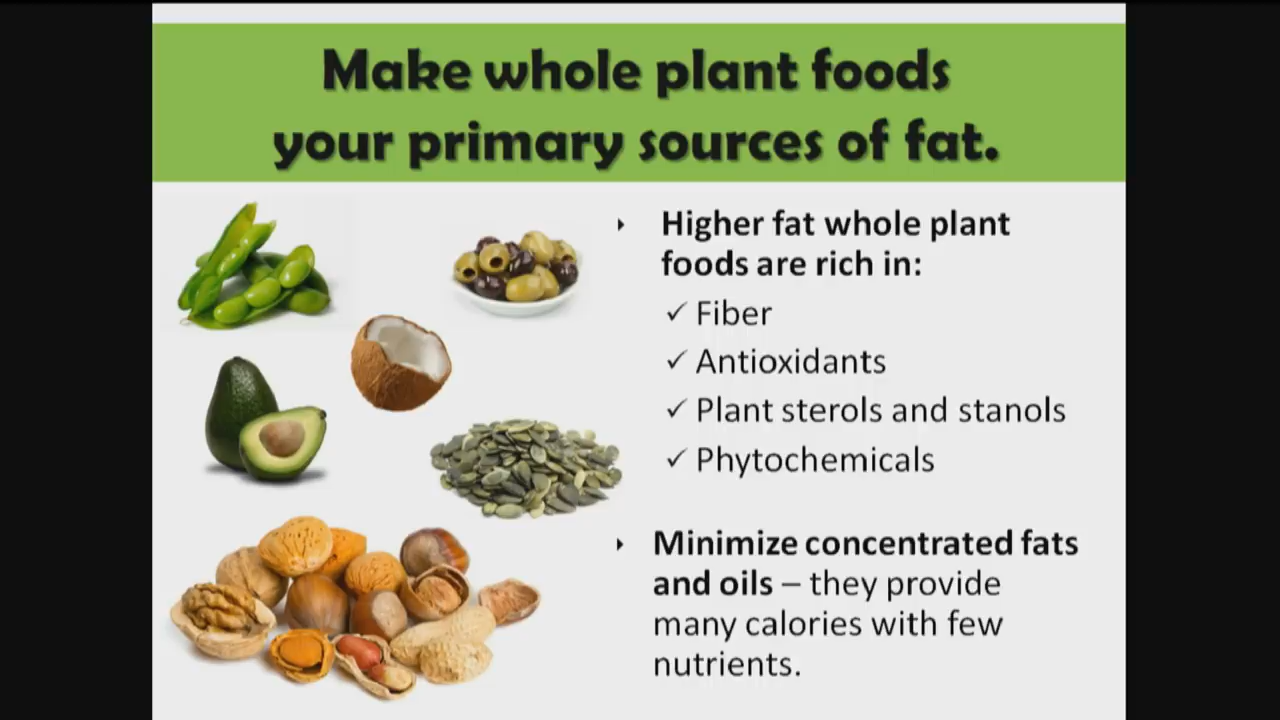 Make whole plant foods
your primary sources of fat.
‣ Higher fat whole plant
foods are rich in:
✓ Fiber
✓ Antioxidants
✓ Plant sterols and stanols
✓ Phytochemicals
‣ Minimize concentrated fats
and oils – they provide
many calories with few
nutrients.